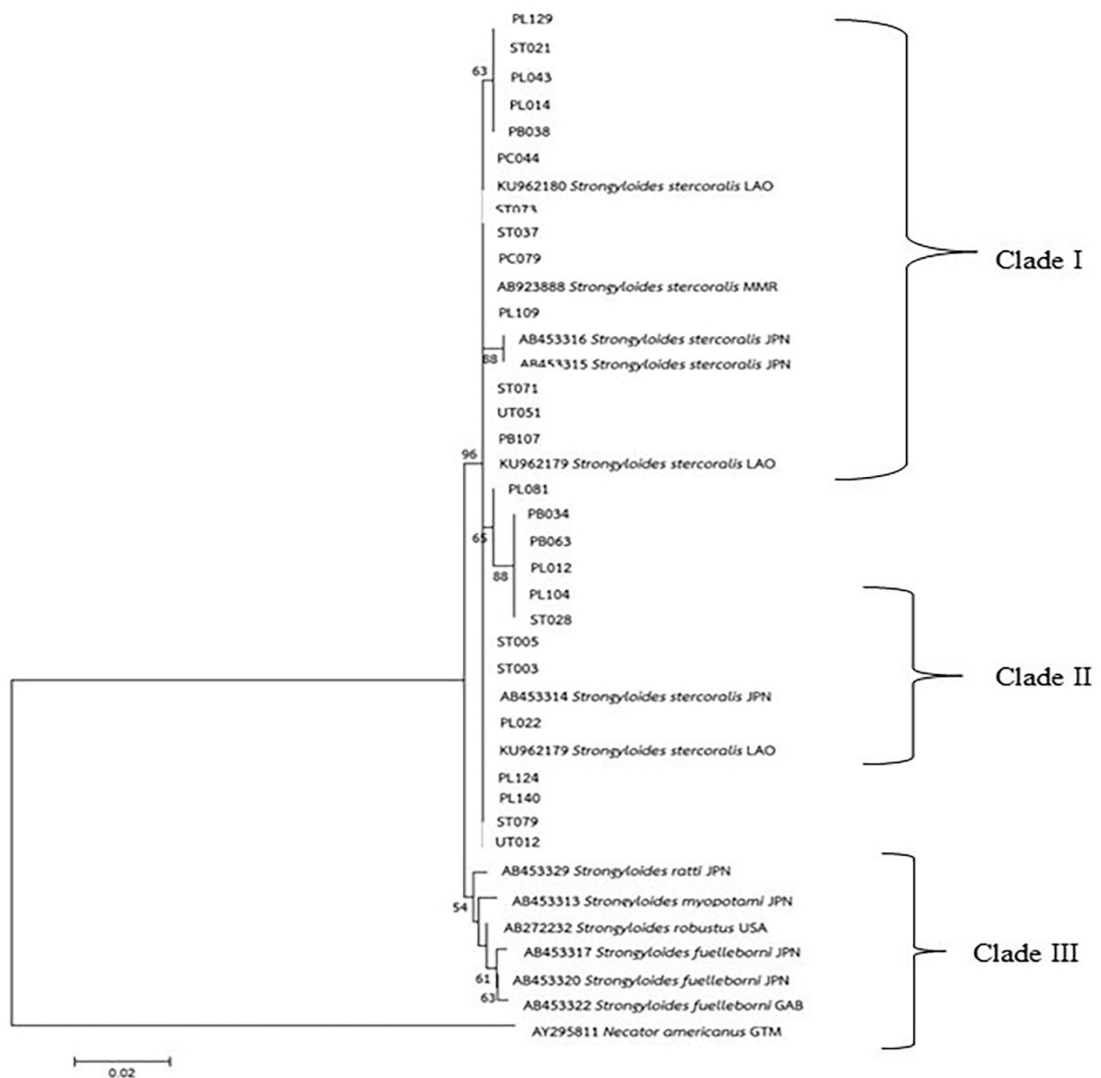 PL129
ST021
63
PL043
PL014
PB038
PC044
KU962180 Strongyloides stercoralis LAO
ST073
ST037
PC079
Clade I
AB923888 Strongyloides stercoralis MMR
PL109
AB453316 Strongyloides stercoralis JPN
88
AB453315 Strongyloides stercoralis JPN
ST071
UT051
PB107
96
KU962179 Strongyloides stercoralis LAO
PL081
PB034
65
PB063
PL012
88
PL104
ST028
ST005
ST003
Clade II
AB453314 Strongyloides stercoralis JPN
PL022
KU962179 Strongyloides stercoralis LAO
PL124
PL140
ST079
UT012
AB453329 Strongyloides ratti JPN
54
AB453313 Strongyloides myopotami JPN
AB272232 Strongyloides robustus USA
AB453317 Strongyloides fuelleborni JPN
Clade III
61
AB453320 Strongyloides fuelleborni JPN
63
AB453322 Strongyloides fuelleborni GAB
AY295811 Necator americanus GTM
0.02